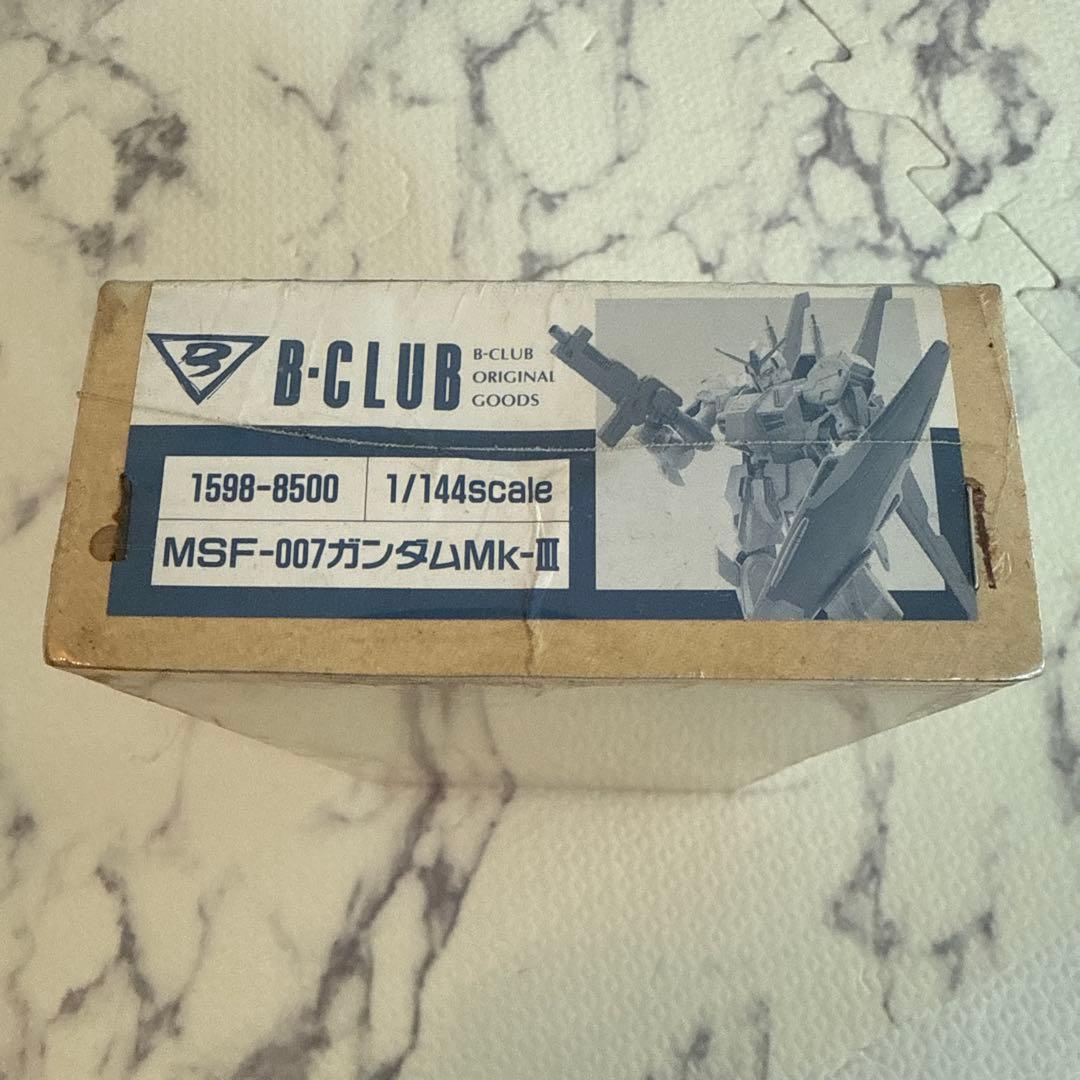 B
B-CLUB
B-CLUB
ORIGINAL
GOODS
1598-8500
1/144scale
MSF-007ガンダムMk-III